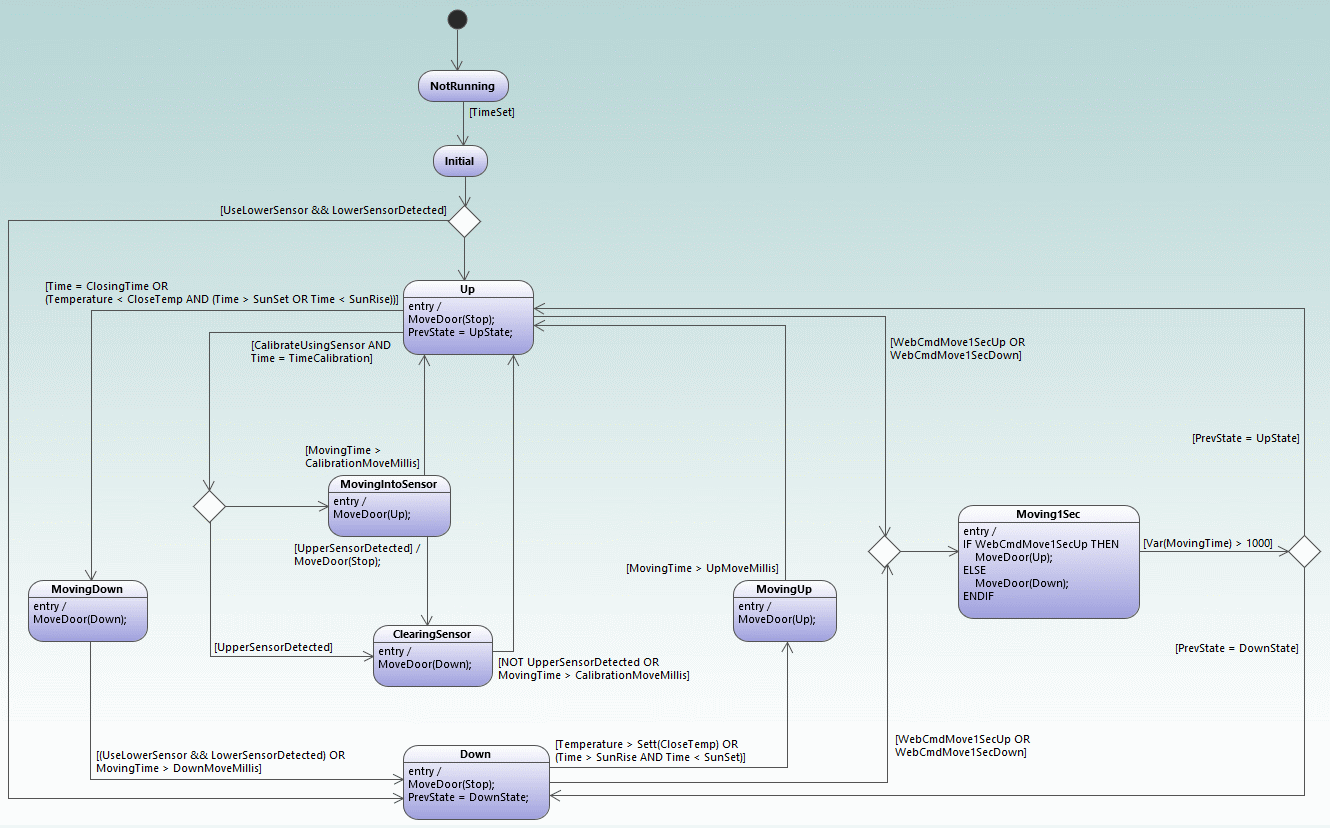 NotRunning
[TimeSet]
Initial
[UseLowerSensor && LowerSensorDetected]
[Time = ClosingTime OR
(Temperature < CloseTemp AND (Time > SunSet OR Time < SunRise))]
Up
entry /
MoveDoor(Stop);
PrevState = UpState;
[CalibrateUsingSensor AND
Time = TimeCalibration]
[WebCmdMove1SecUp OR
WebCmdMove1SecDown]
[PrevState = UpState]
[MovingTime >
CalibrationMoveMillis]
MovingIntoSensor
entry /
MoveDoor(Up);
[UpperSensorDetected] /
MoveDoor(Stop);
Moving1Sec
entry /
IF WebCmdMove1SecUp THEN
MoveDoor(Up);
ELSE
MoveDoor(Down);
ENDIF
[Var(MovingTime) > 1000]
[MovingTime > UpMoveMillis]
MovingDown
entry /
MoveDoor(Down);
MovingUp
entry /
MoveDoor(Up);
[UpperSensorDetected]
ClearingSensor
entry /
MoveDoor(Down);
[NOT UpperSensorDetected OR
MovingTime > CalibrationMoveMillis]
[PrevState = DownState]
[(UseLowerSensor && LowerSensorDetected) OR
MovingTime > DownMoveMillis]
Down
entry /
MoveDoor(Stop);
PrevState = DownState;
[Temperature > Sett(CloseTemp) OR
(Time > SunRise AND Time < SunSet)]
[WebCmdMove1SecUp OR
WebCmdMove1SecDown]